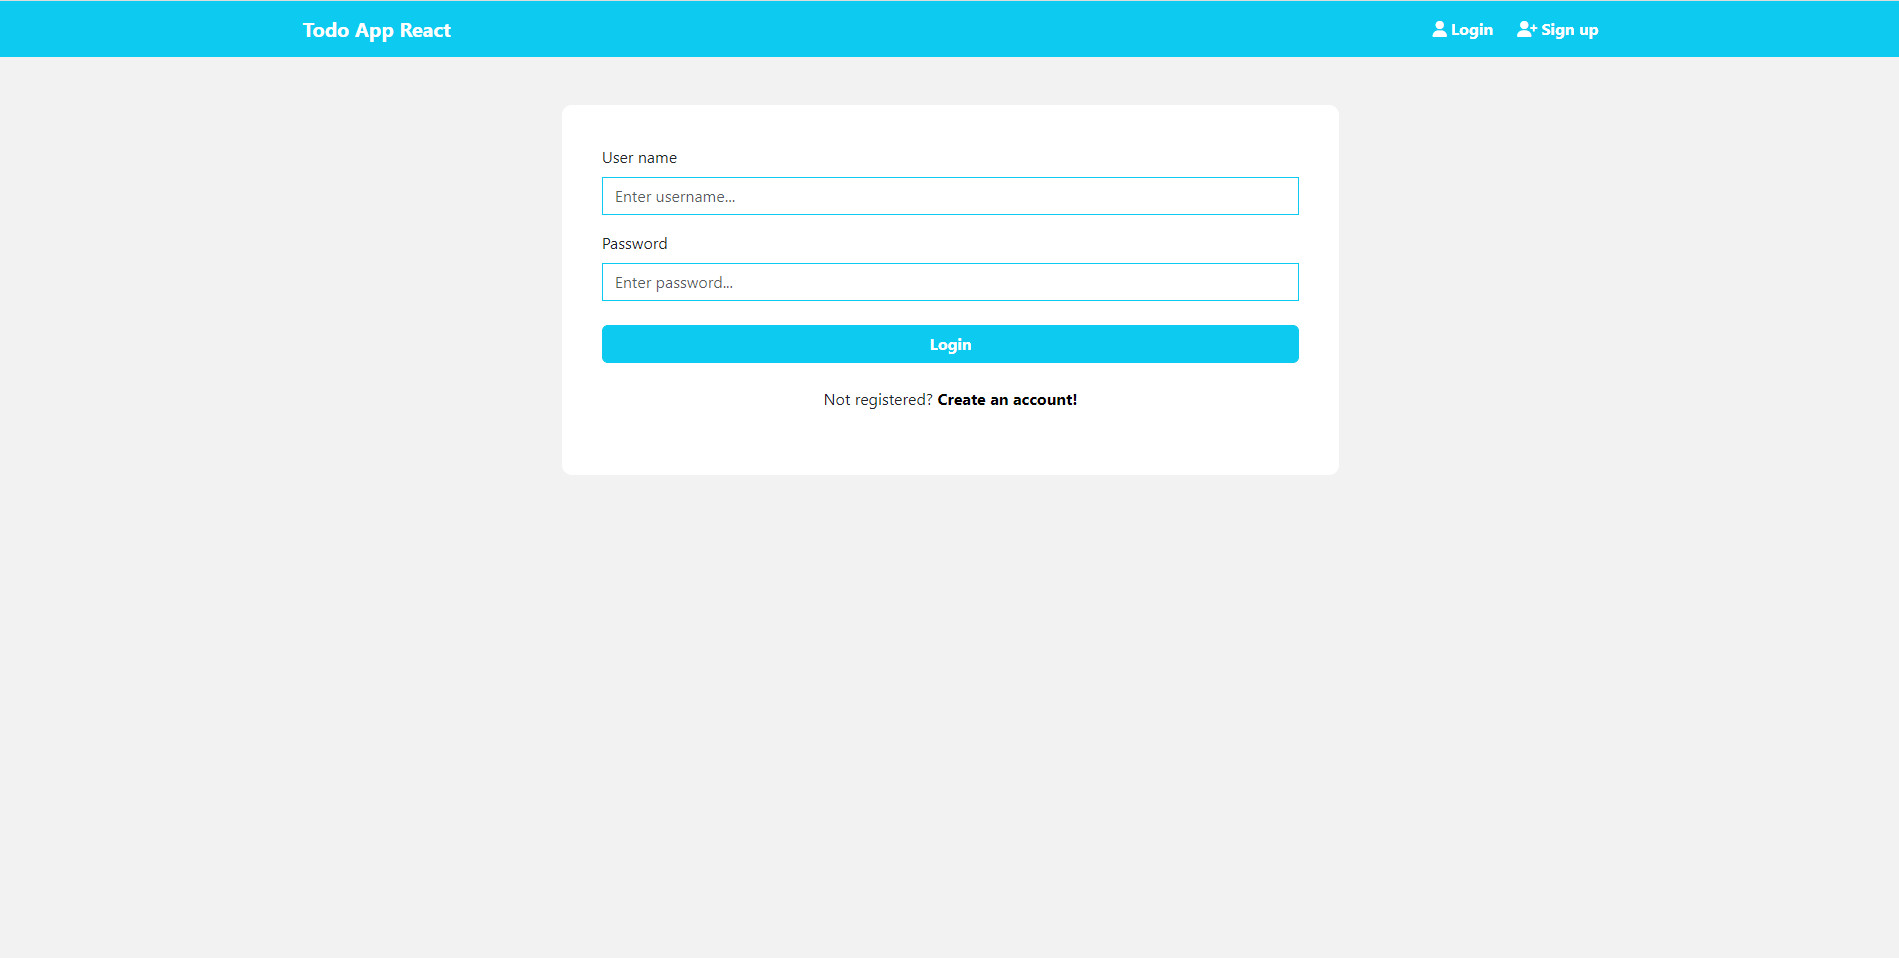 Todo App React
Login
Sign up
User name
Enter username...
Password
Enter password...
Login
Not registered? Create an account!